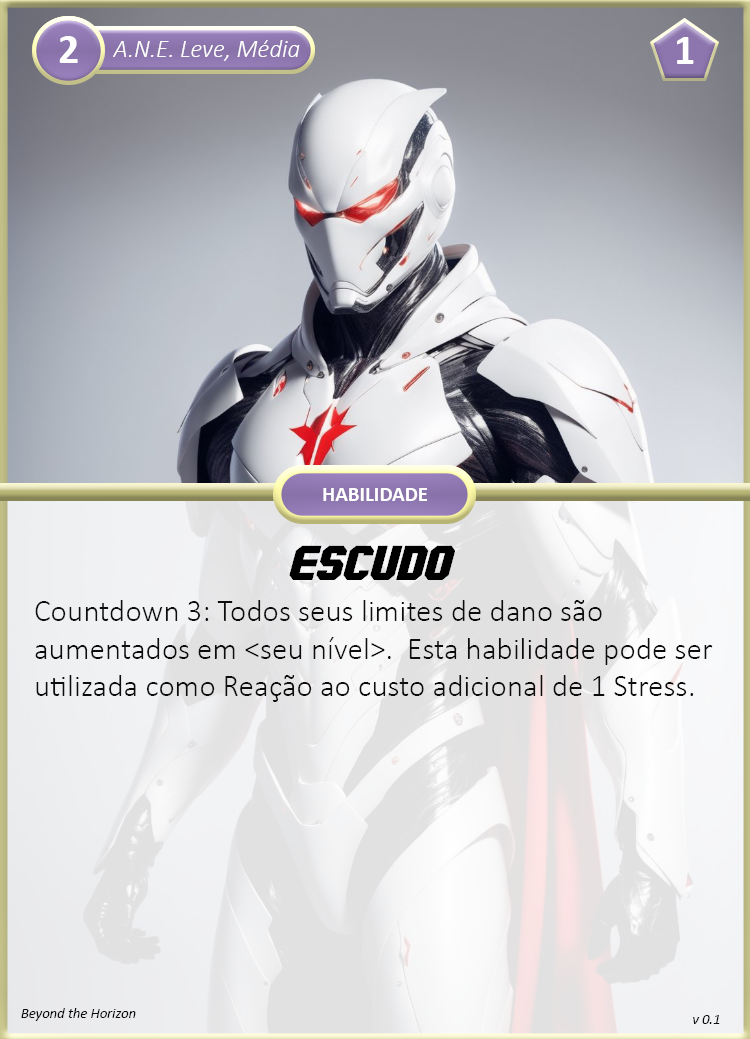 2 A.N.E. Leve, Média 1
HABILIDADE
ESCUDO
Countdown 3: Todos seus limites de dano são
aumentados em <seu nível>.  Esta habilidade pode ser
utilizada como Reação ao custo adicional de 1 Stress.
Beyond the Horizon
v 0.1